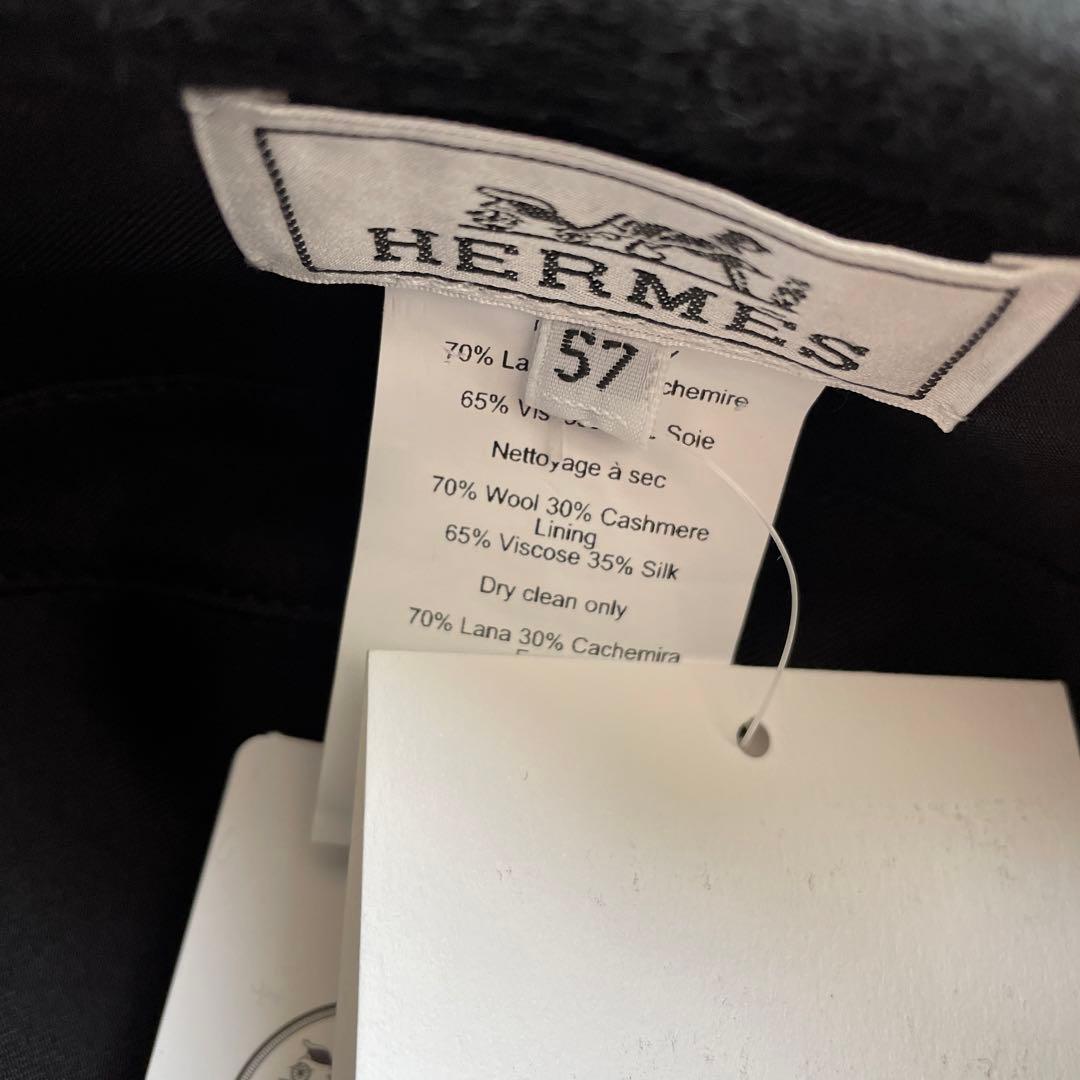 HERMES
57
70% La chemire
65% Vis Soie
Nettoyage à sec
70% Wool 30% Cashmere
Lining
65% Viscose 35% Silk
Dry clean only
70% Lana 30% Cachemira